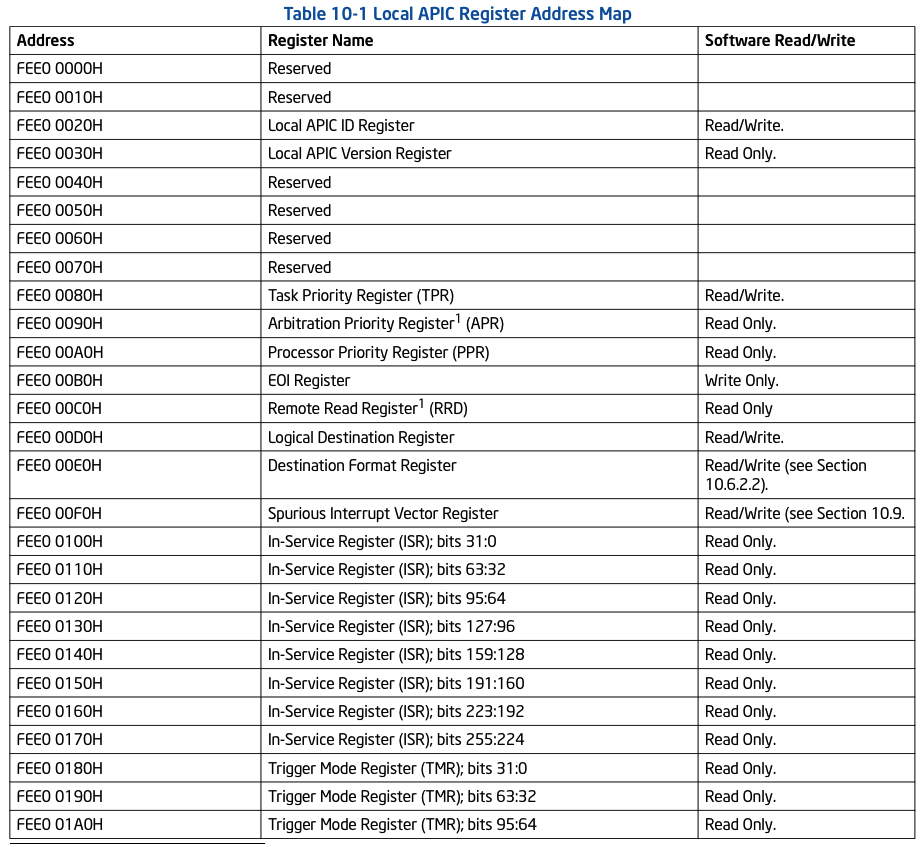 Table 10-1 Local APIC Register Address Map
Address Register Name Software Read/Write
FEE0 0000H Reserved
FEE0 0010H Reserved
FEE0 0020H Local APIC ID Register Read/Write.
FEE0 0030H Local APIC Version Register Read Only.
FEE0 0040H Reserved
FEE0 0050H Reserved
FEE0 0060H Reserved
FEE0 0070H Reserved
FEE0 0080H Task Priority Register (TPR) Read/Write.
FEE0 0090H Arbitration Priority Register1 (APR) Read Only.
FEE0 00A0H Processor Priority Register (PPR) Read Only.
FEE0 00B0H EOI Register Write Only.
FEE0 00C0H Remote Read Register1 (RRD) Read Only
FEE0 00D0H Logical Destination Register Read/Write.
FEE0 00E0H Destination Format Register Read/Write (see Section
10.6.2.2).
FEE0 00F0H Spurious Interrupt Vector Register Read/Write (see Section 10.9.
FEE0 0100H In-Service Register (ISR); bits 31:0 Read Only.
FEE0 0110H In-Service Register (ISR); bits 63:32 Read Only.
FEE0 0120H In-Service Register (ISR); bits 95:64 Read Only.
FEE0 0130H In-Service Register (ISR); bits 127:96 Read Only.
FEE0 0140H In-Service Register (ISR); bits 159:128 Read Only.
FEE0 0150H In-Service Register (ISR); bits 191:160 Read Only.
FEE0 0160H In-Service Register (ISR); bits 223:192 Read Only.
FEE0 0170H In-Service Register (ISR); bits 255:224 Read Only.
FEE0 0180H Trigger Mode Register (TMR); bits 31:0 Read Only.
FEE0 0190H Trigger Mode Register (TMR); bits 63:32 Read Only.
FEE0 01A0H Trigger Mode Register (TMR); bits 95:64 Read Only.